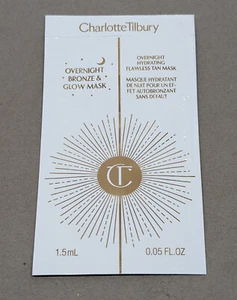 CharlotteTilbury
OVERNIGHT
BRONZE &
GLOW MASK
OVERNIGHT
HYDRATING
FLAWLESS TAN MASK
MASQUE HYDRATANT
DE NUIT POUR UN EF-
FET AUTOBRONZANT
SANS DÉFAUT
CT
1.5mL
0.05 FL.OZ